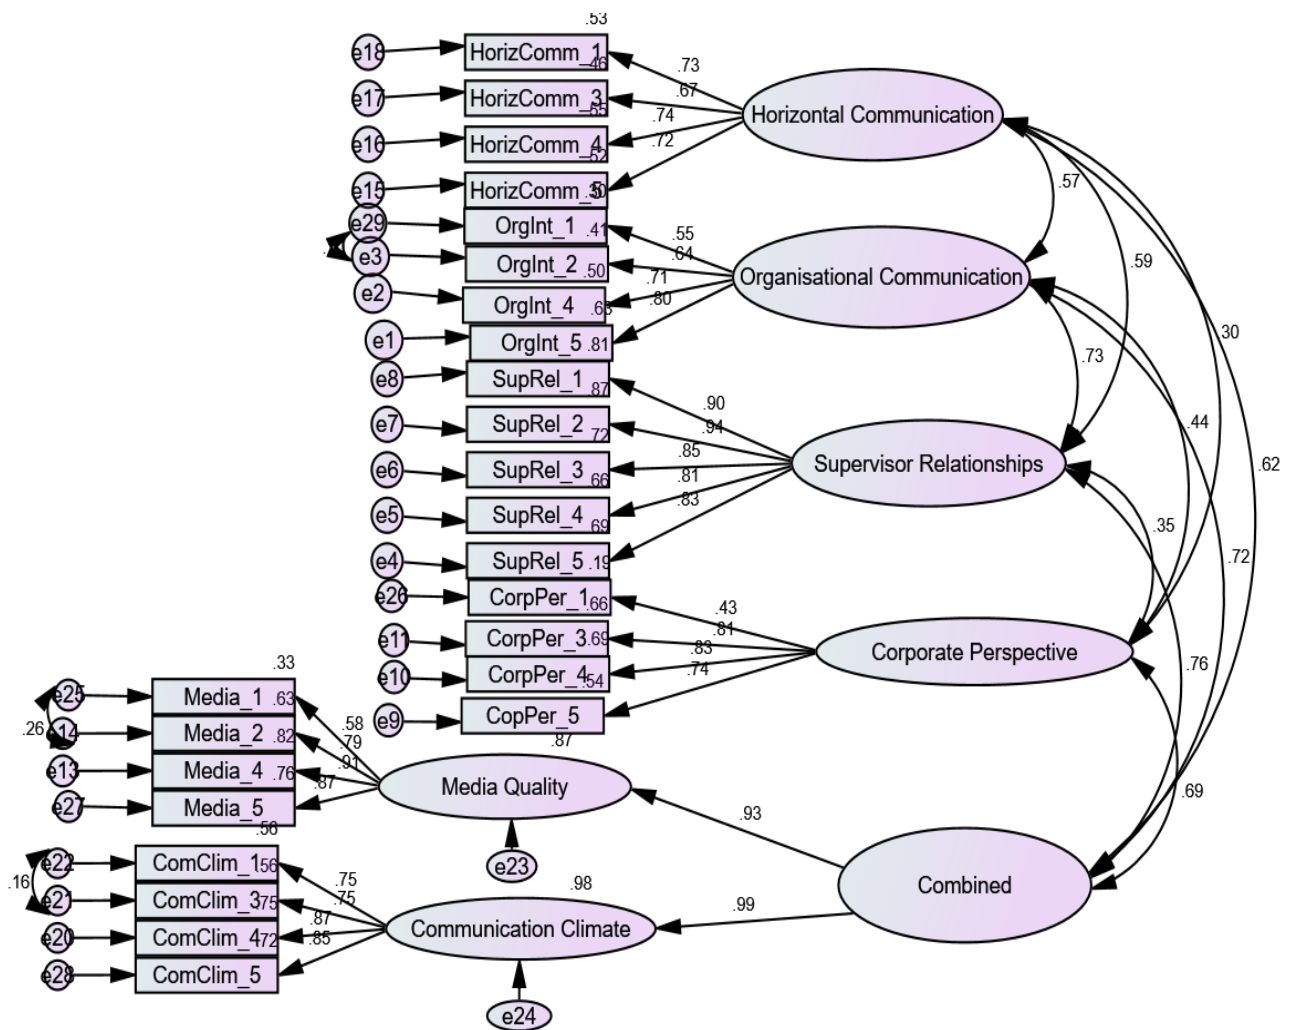 .53
e18 HorizComm_1 .46 .73
e17 HorizComm_3 .55 .67
e16 HorizComm_4 .52 .74
e15 HorizComm_5 .30 .72
Horizontal Communication
.57
e29 OrgInt_1 .41 .55
e3 OrgInt_2 .50 .64
e2 OrgInt_4 .63 .71
e1 OrgInt_5 .81 .80
Organisational Communication
.59
30
.73
e8 SupRel_1 .87 .90
e7 SupRel_2 .72 .94
e6 SupRel_3 .66 .85
e5 SupRel_4 .69 .81
e4 SupRel_5 .19 .83
Supervisor Relationships
.44
.62
.35
.72
e26 CorpPer_1 .66 .43
e11 CorpPer_3 .69 .81
e10 CorpPer_4 .54 .83
e9 CopPer_5 .74
Corporate Perspective
.76
.69
.33
e25 Media_1 .63 .58
.26
e14 Media_2 .82 .79
e13 Media_4 .76 .91
e27 Media_5 .87
.87
Media Quality
e23
.93
.56
e22 ComClim_1 56 .75
.16
e21 ComClim_3 75 .75
e20 ComClim_4 72 .87
e28 ComClim_5 .85
.98
Communication Climate
e24
.99
Combined